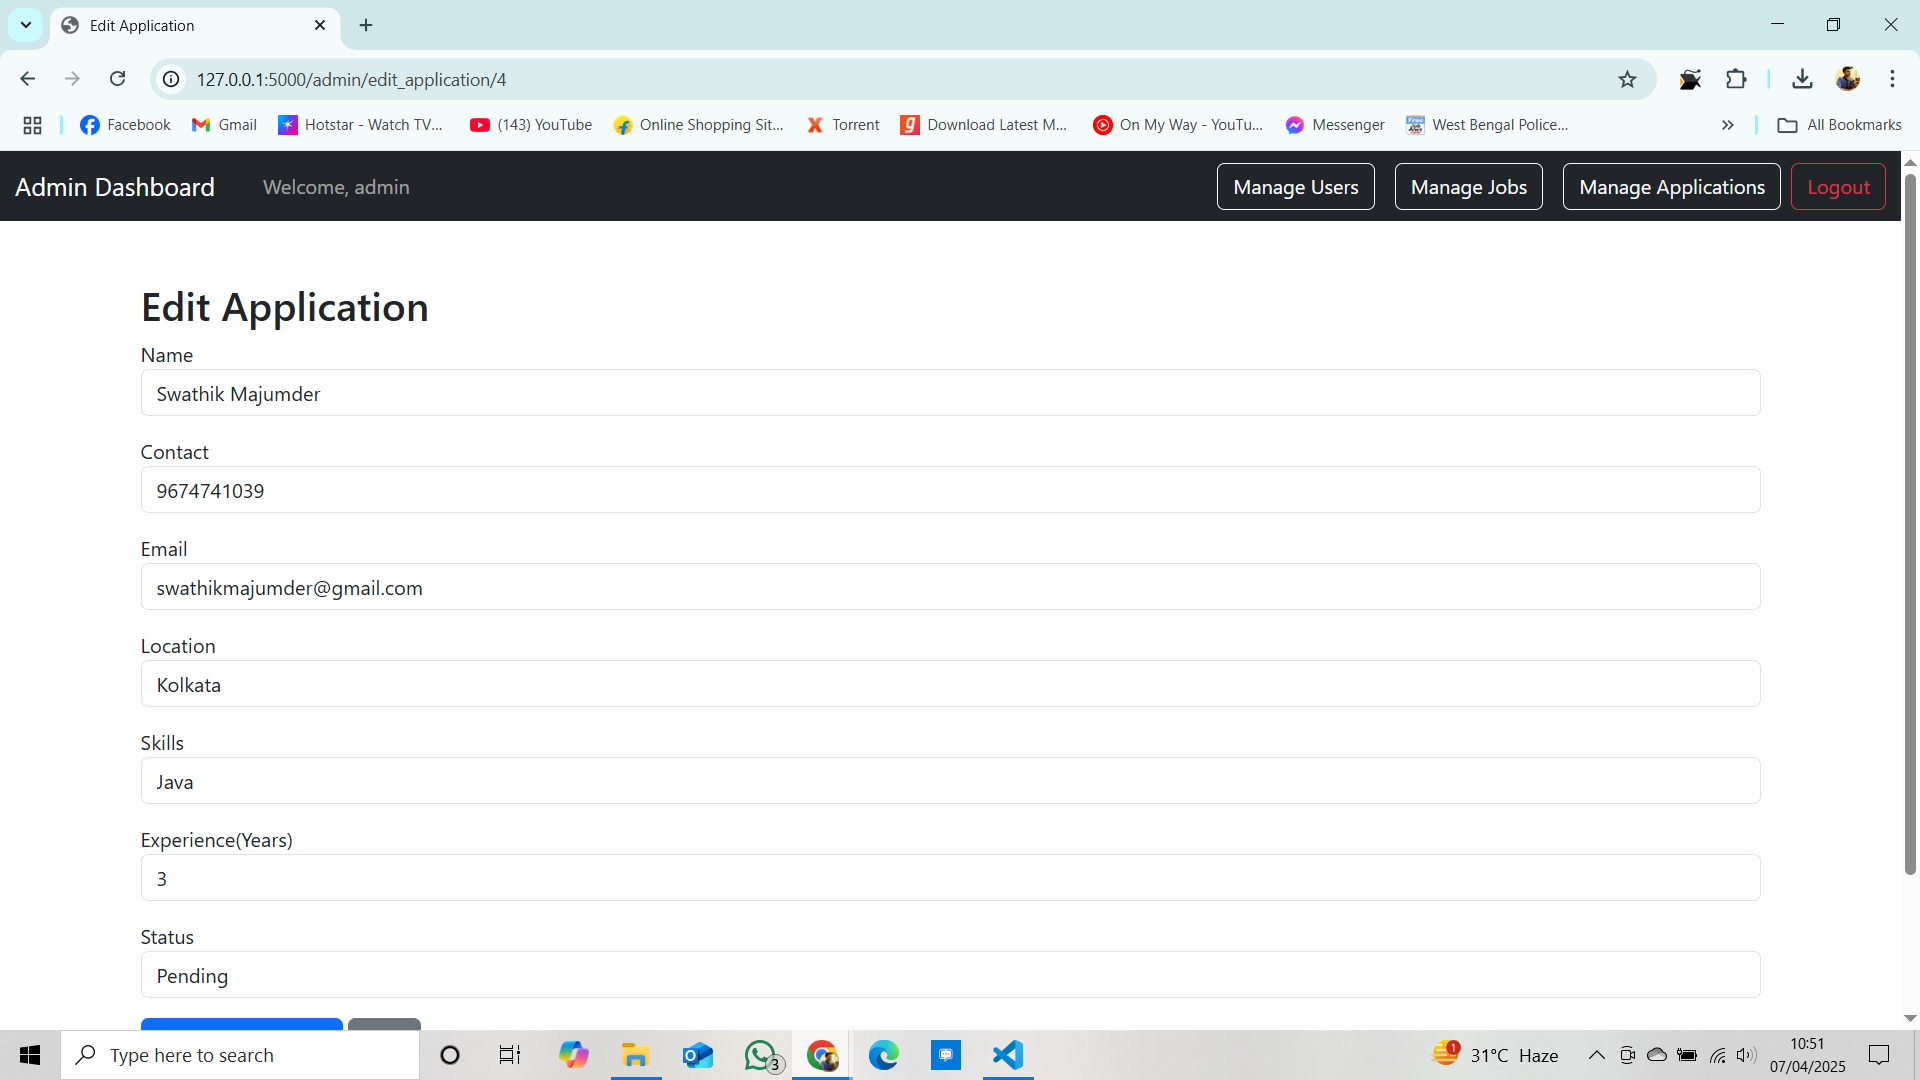 Edit Application
127.0.0.1:5000/admin/edit_application/4
Facebook Gmail Hotstar - Watch TV... (143) YouTube Online Shopping Sit... Torrent Download Latest M... On My Way - YouTu... Messenger West Bengal Police... » All Bookmarks
Admin Dashboard Welcome, admin Manage Users Manage Jobs Manage Applications Logout
Edit Application
Name
Swathik Majumder
Contact
9674741039
Email
swathikmajumder@gmail.com
Location
Kolkata
Skills
Java
Experience(Years)
3
Status
Pending
Type here to search 3 1 31°C Haze 10:51
07/04/2025